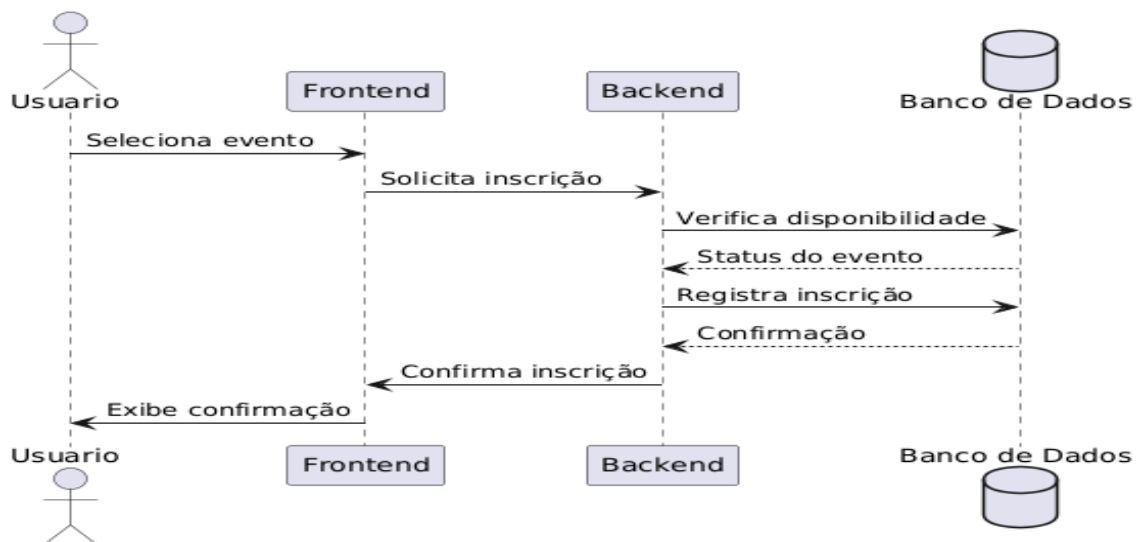 Usuario
Frontend
Backend
Banco de Dados
Seleciona evento
Solicita inscrição
Verifica disponibilidade
Status do evento
Registra inscrição
Confirmação
Confirma inscrição
Exibe confirmação
Usuario
Frontend
Backend
Banco de Dados